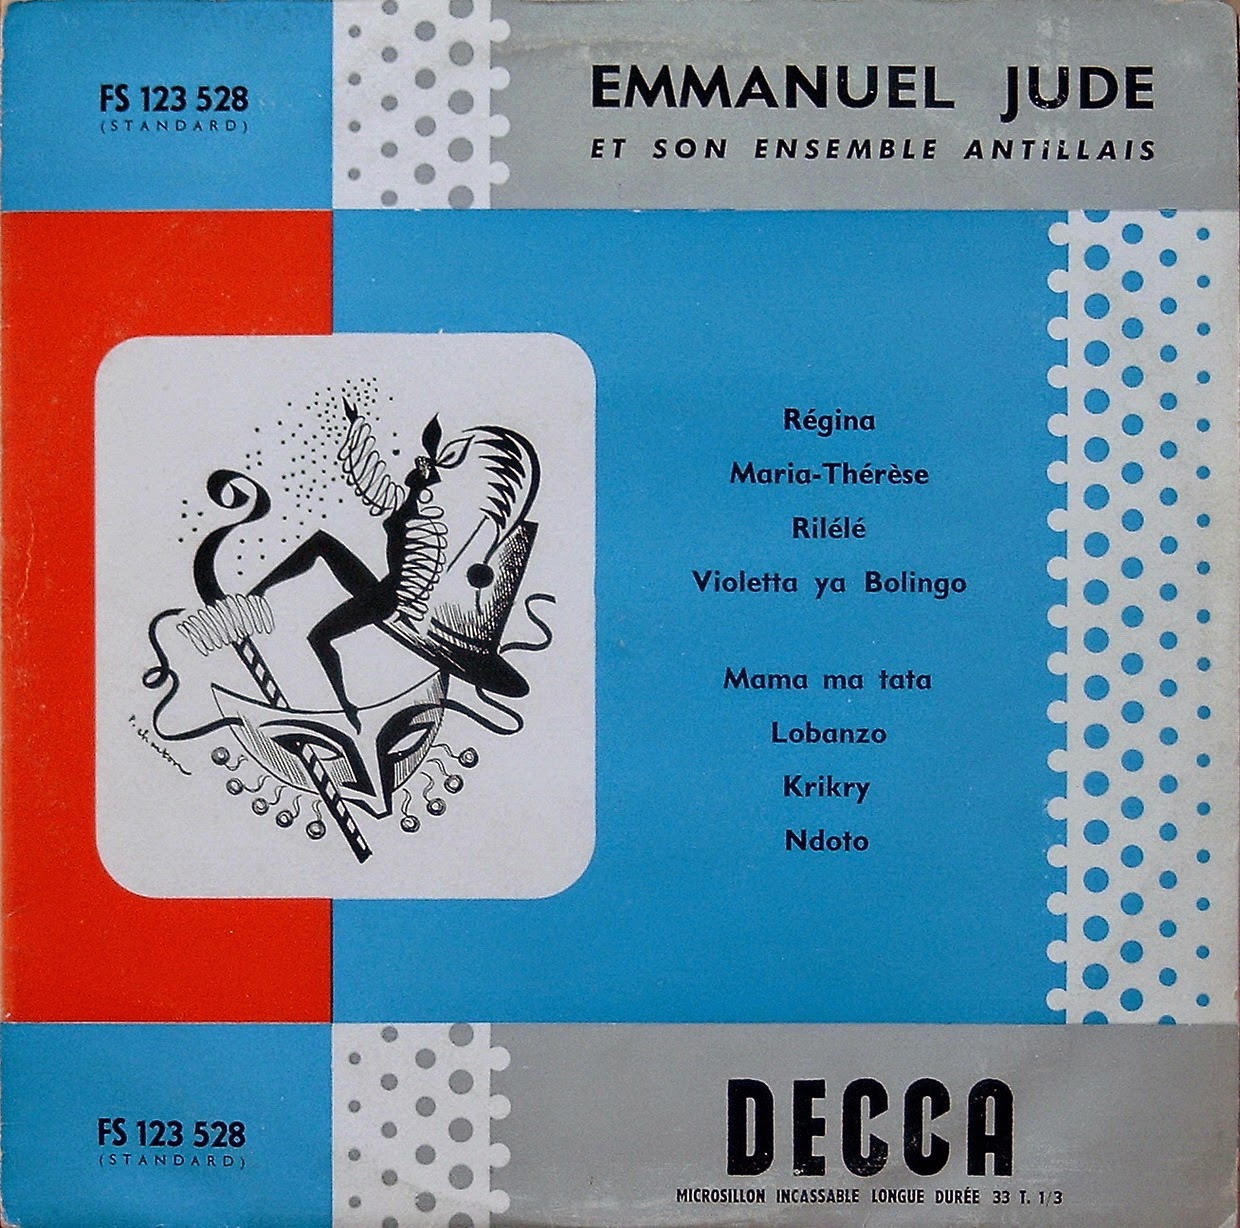 FS 123 528
(STANDARD)
EMMANUEL JUDE
ET SON ENSEMBLE ANTiLLAIS
Régina
Maria-Thérèse
Rilélé
Violetta ya Bolingo
Mama ma tata
Lobanzo
Krikry
Ndoto
FS 123 528
(STANDARD)
DECCA
MICROSILLON INCASSABLE LONGUE DURÉE 33 T. 1/3